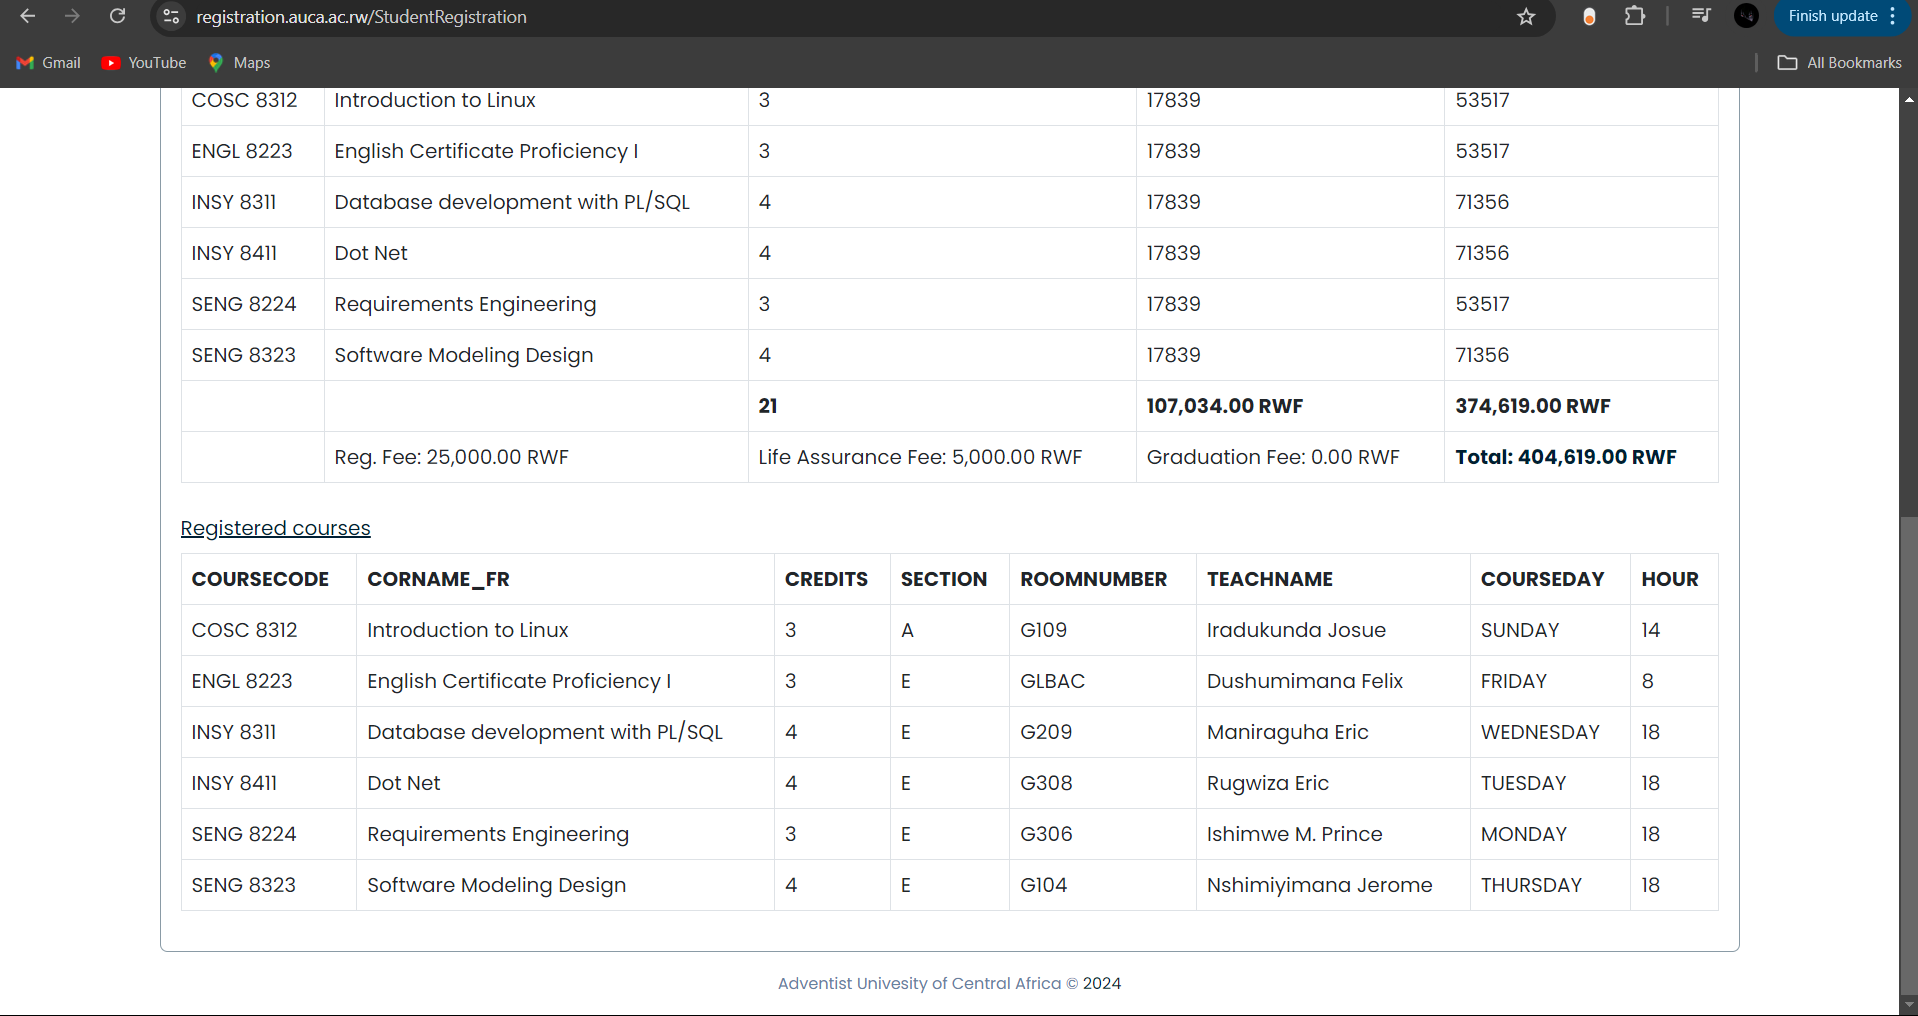 registration.auca.ac.rw/StudentRegistration Finish update
Gmail YouTube Maps All Bookmarks
COSC 8312 Introduction to Linux 3 17839 53517
ENGL 8223 English Certificate Proficiency I 3 17839 53517
INSY 8311 Database development with PL/SQL 4 17839 71356
INSY 8411 Dot Net 4 17839 71356
SENG 8224 Requirements Engineering 3 17839 53517
SENG 8323 Software Modeling Design 4 17839 71356
21 107,034.00 RWF 374,619.00 RWF
Reg. Fee: 25,000.00 RWF Life Assurance Fee: 5,000.00 RWF Graduation Fee: 0.00 RWF Total: 404,619.00 RWF
Registered courses
COURSECODE CORNAME_FR CREDITS SECTION ROOMNUMBER TEACHNAME COURSEDAY HOUR
COSC 8312 Introduction to Linux 3 A G109 Iradukunda Josue SUNDAY 14
ENGL 8223 English Certificate Proficiency I 3 E GLBAC Dushumimana Felix FRIDAY 8
INSY 8311 Database development with PL/SQL 4 E G209 Maniraguha Eric WEDNESDAY 18
INSY 8411 Dot Net 4 E G308 Rugwiza Eric TUESDAY 18
SENG 8224 Requirements Engineering 3 E G306 Ishimwe M. Prince MONDAY 18
SENG 8323 Software Modeling Design 4 E G104 Nshimiyimana Jerome THURSDAY 18
Adventist Univesity of Central Africa © 2024